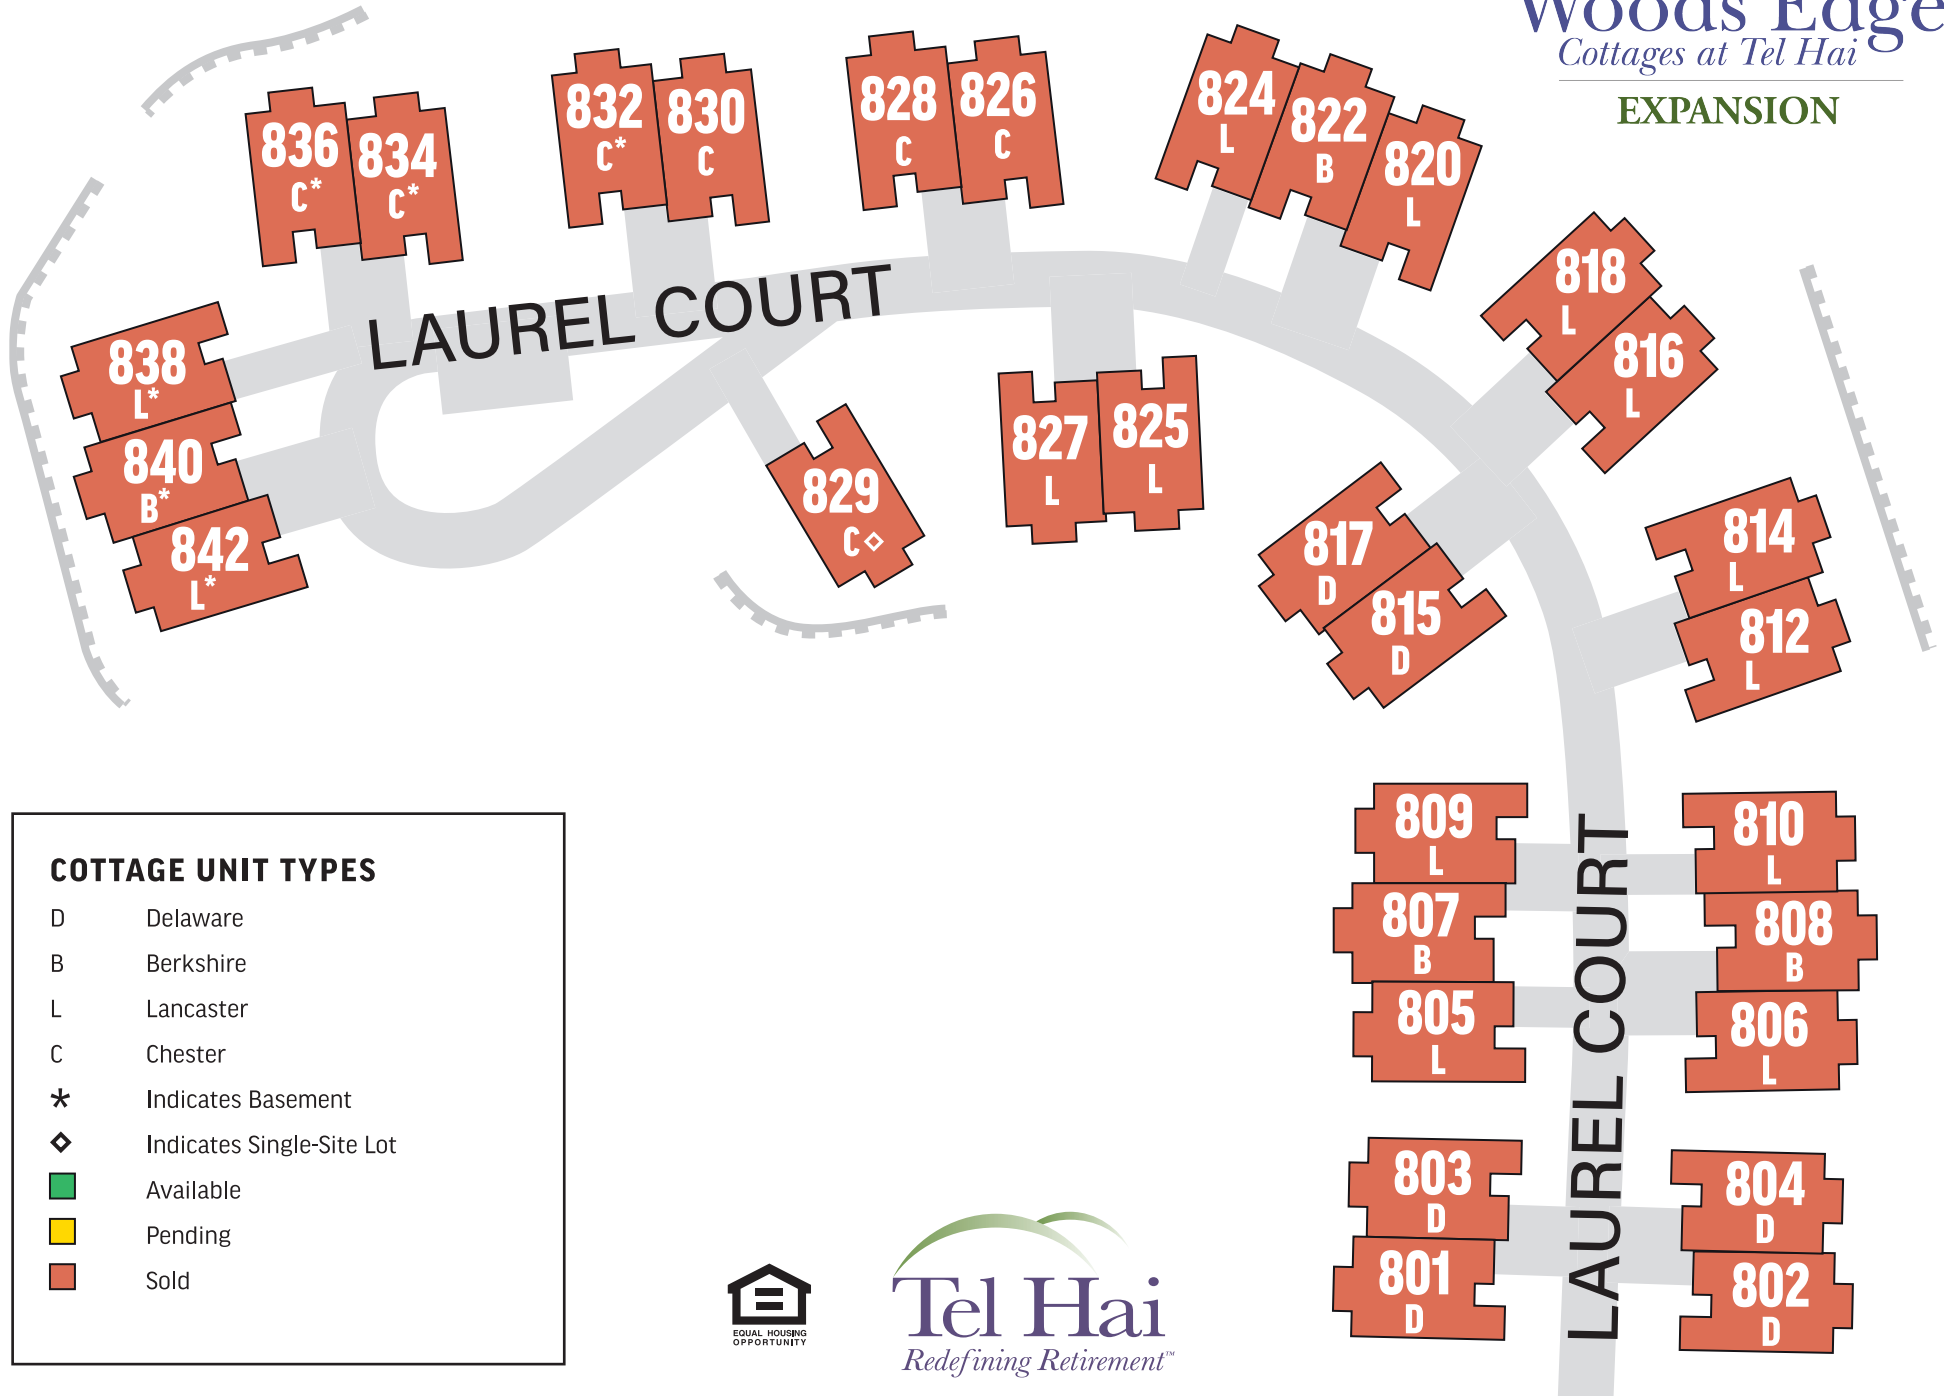 Woods Edge
Cottages at Tel Hai
EXPANSION
836
C*
834
C*
832
C*
830
C
828
C
826
C
824
L
822
B
820
L
818
L
816
L
LAUREL COURT
838
L*
840
B*
842
L*
829
C◇
827
L
825
L
817
D
815
D
814
L
812
L
809
L
807
B
805
L
810
L
808
B
806
L
LAUREL COURT
803
D
801
D
804
D
802
D
COTTAGE UNIT TYPES
D Delaware
B Berkshire
L Lancaster
C Chester
* Indicates Basement
◇ Indicates Single-Site Lot
Available
Pending
Sold
EQUAL HOUSING
OPPORTUNITY
Tel Hai
Redefining Retirement™